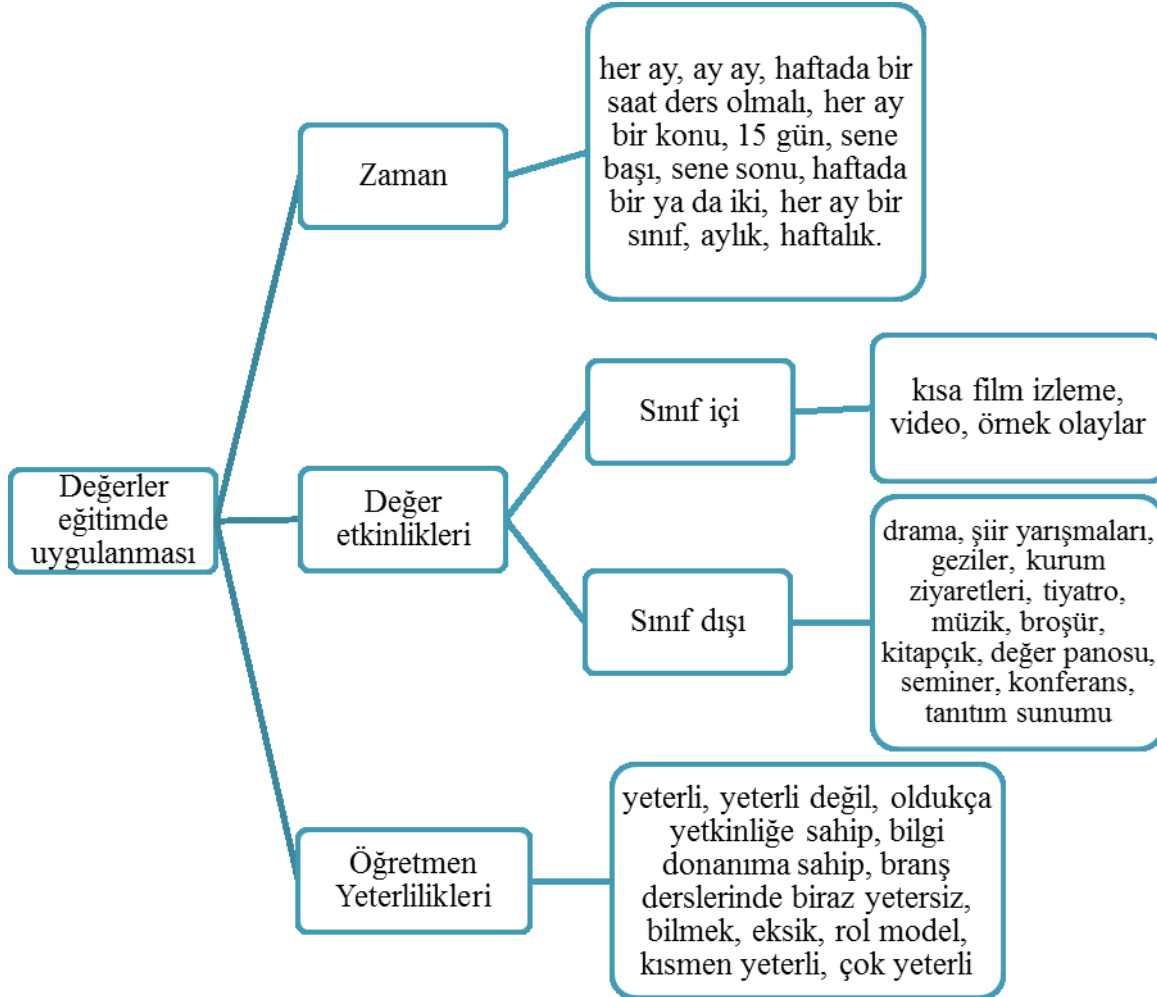 Değerler
eğitimde
uygulanması
Zaman
her ay, ay ay, haftada bir
saat ders olmalı, her ay
bir konu, 15 gün, sene
başı, sene sonu, haftada
bir ya da iki, her ay bir
sınıf, aylık, haftalık.
Değer
etkinlikleri
Sınıf içi
kısa film izleme,
video, örnek olaylar
Sınıf dışı
drama, şiir yarışmaları,
geziler, kurum
ziyaretleri, tiyatro,
müzik, broşür,
kitapçık, değer panosu,
seminer, konferans,
tanıtım sunumu
Öğretmen
Yeterlilikleri
yeterli, yeterli değil, oldukça
yetkinliğe sahip, bilgi
donanıma sahip, branş
derslerinde biraz yetersiz,
bilmek, eksik, rol model,
kısmen yeterli, çok yeterli